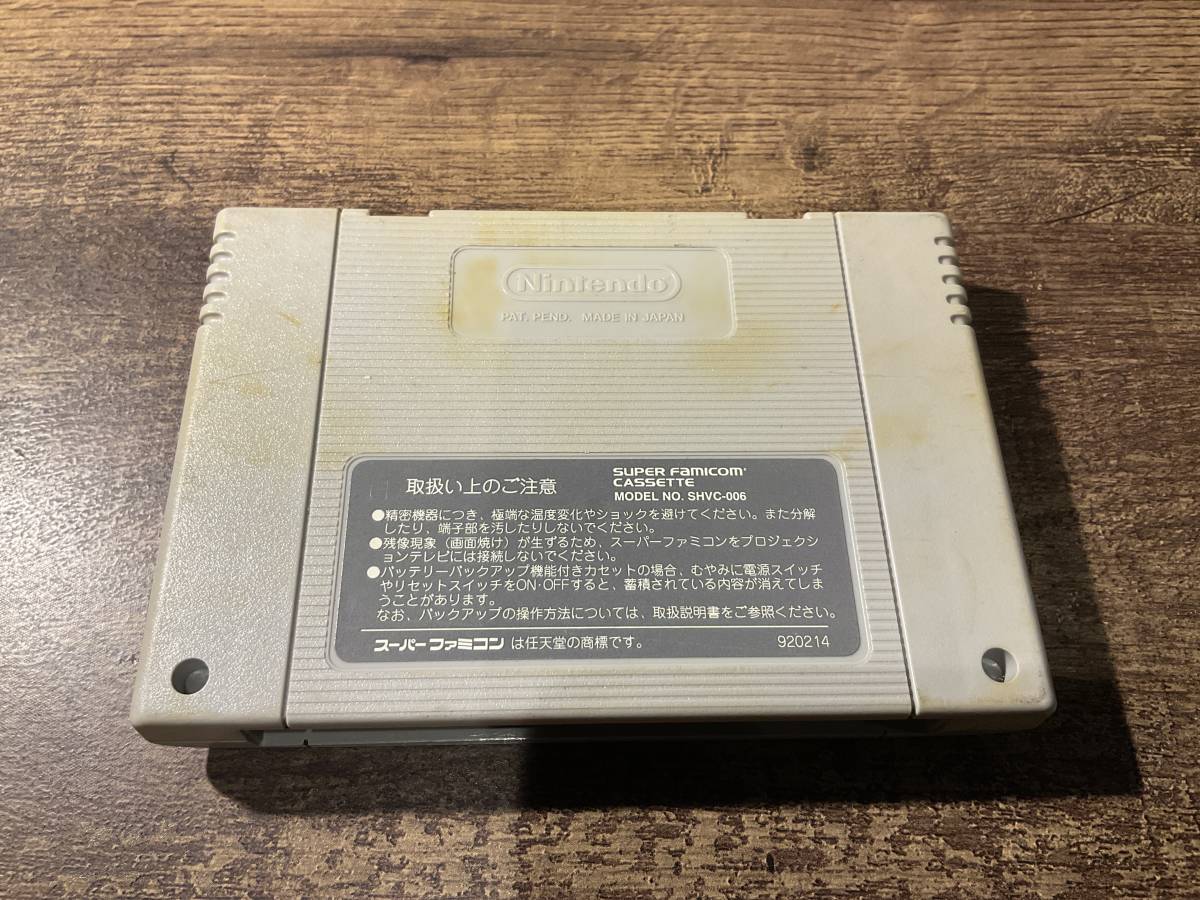 Nintendo
PAT. PEND. MADE IN JAPAN
取扱い上のご注意
SUPER Famicom
CASSETTE
MODEL NO. SHVC-006
●精密機器につき、極端な温度変化やショックを避けてください。また分解
したり、端子部を汚したりしないでください。
●残像現象（画面焼け）が生ずるため、スーパーファミコンをプロジェクシ
ョンテレビには接続しないでください。
●バッテリーバックアップ機能付きカセットの場合、むやみに電源スイッチ
やリセットスイッチをON・OFFすると、蓄積されている内容が消えてしま
うことがあります。
なお、バックアップの操作方法については、取扱説明書をご参照ください。
スーパーファミコンは任天堂の商標です。 920214